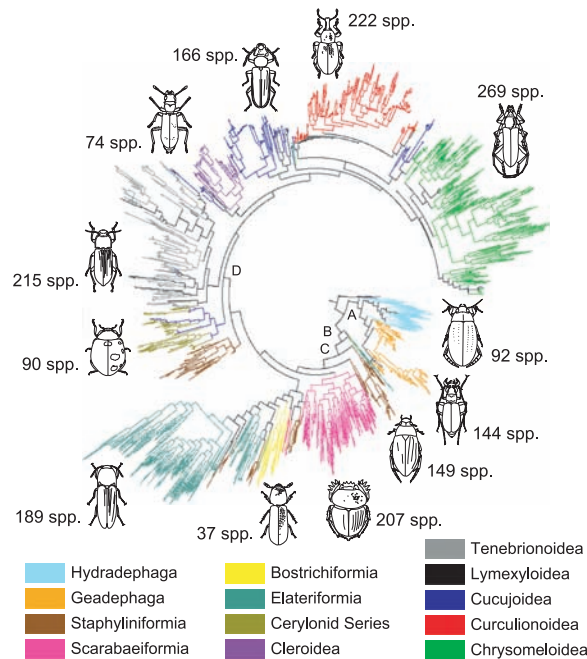 222 spp.
166 spp.
269 spp.
74 spp.
215 spp.
D
A
B
C
90 spp.
92 spp.
144 spp.
149 spp.
189 spp.
37 spp.
207 spp.
Hydradephaga
Geadephaga
Staphyliniformia
Scarabaeiformia
Bostrichiformia
Elateriformia
Cerylonid Series
Cleroidea
Tenebrionoidea
Lymexyloidea
Cucujoidea
Curculionoidea
Chrysomeloidea